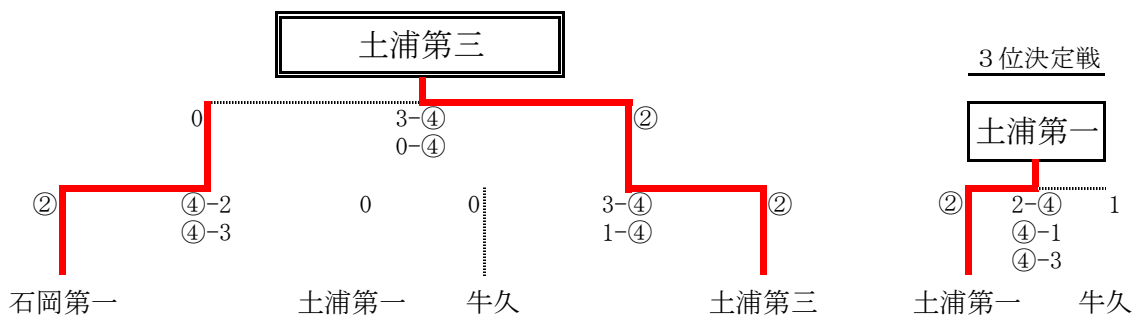 土浦第三
３位決定戦
0 3-④ ②
0-④
土浦第一
② ④-2 0 0 3-④ ②
④-3 1-④
② 2-④ 1
④-1
④-3
石岡第一 土浦第一 牛久 土浦第三
土浦第一 牛久